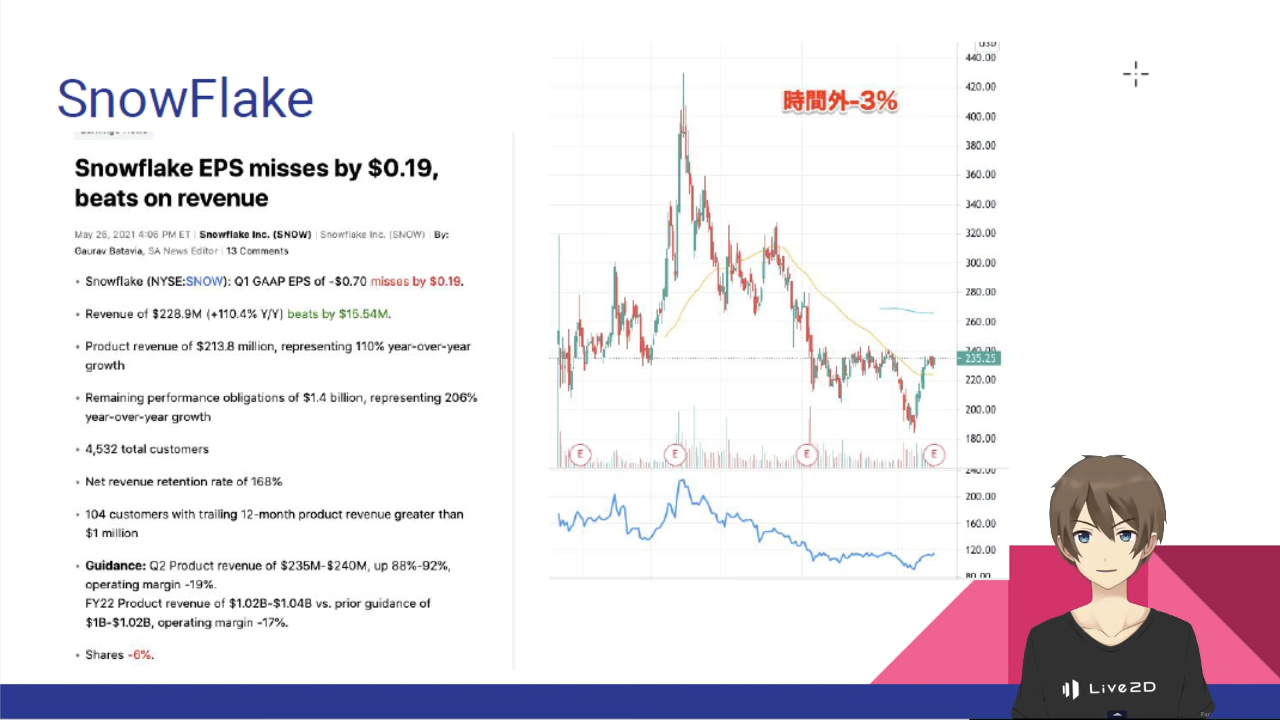 SnowFlake
Snowflake EPS misses by $0.19,
beats on revenue
May 26, 2021 4:06 PM ET | Snowflake Inc. (SNOW) | Snowflake Inc. (SNOW) | By:
Gaurav Batavia, SA News Editor | 13 Comments
• Snowflake (NYSE:SNOW): Q1 GAAP EPS of -$0.70 misses by $0.19.
• Revenue of $228.9M (+110.4% Y/Y) beats by $15.54M.
• Product revenue of $213.8 million, representing 110% year-over-year
growth
• Remaining performance obligations of $1.4 billion, representing 206%
year-over-year growth
• 4,532 total customers
• Net revenue retention rate of 168%
• 104 customers with trailing 12-month product revenue greater than
$1 million
• Guidance: Q2 Product revenue of $235M-$240M, up 88%-92%,
operating margin -19%.
FY22 Product revenue of $1.02B-$1.04B vs. prior guidance of
$1B-$1.02B, operating margin -17%.
• Shares -6%.
時間外-3%
USD
440.00
420.00
400.00
380.00
360.00
340.00
320.00
300.00
280.00
260.00
240.00
235.25
220.00
200.00
180.00
E E E E
240.00
200.00
160.00
120.00
80.00
Live2D